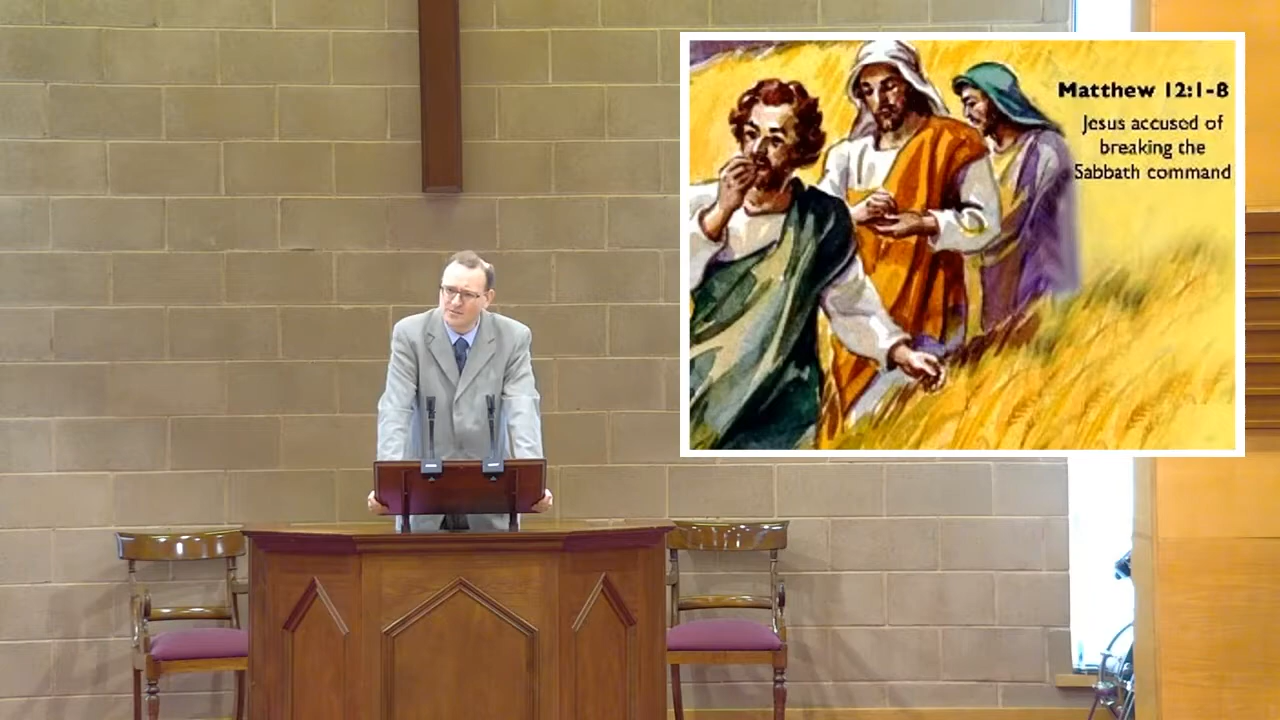 Matthew 12:1-8
Jesus accused of
breaking the
Sabbath command